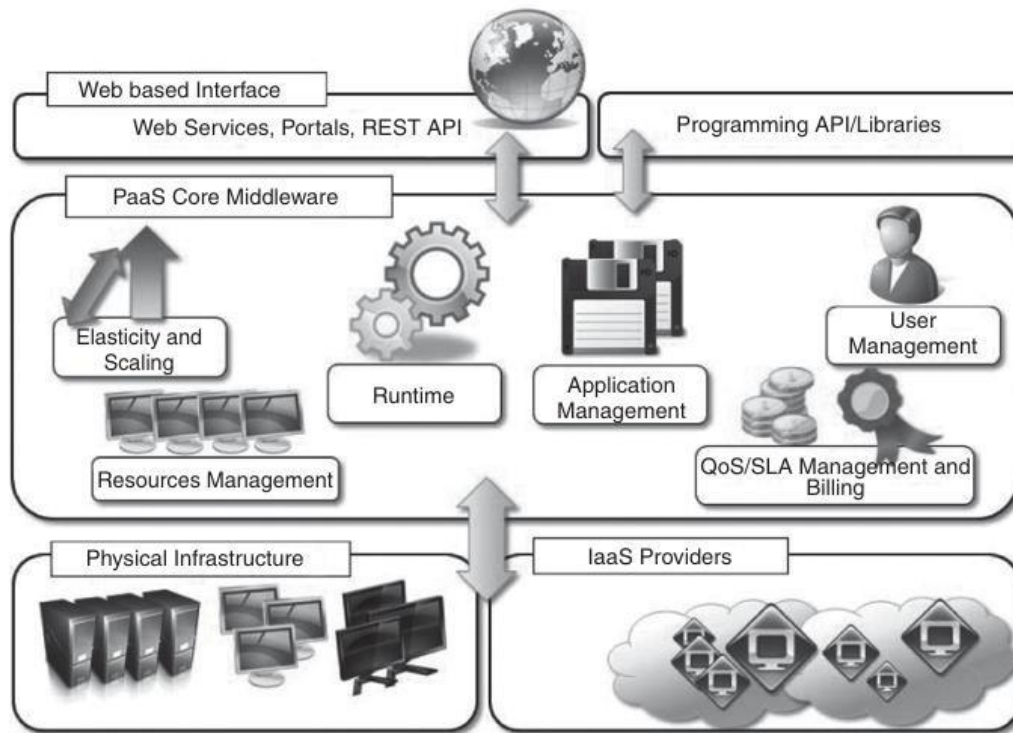 Web based Interface
Web Services, Portals, REST API
Programming API/Libraries
PaaS Core Middleware
Elasticity and
Scaling
Runtime
Application
Management
User
Management
Resources Management
QoS/SLA Management and
Billing
Physical Infrastructure
IaaS Providers